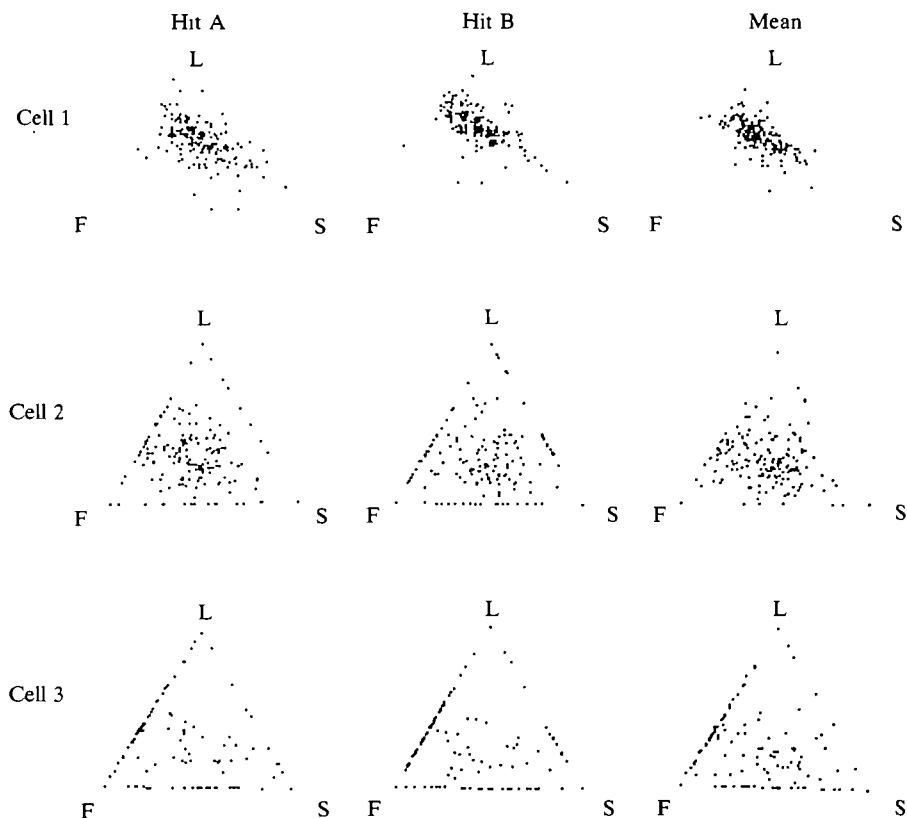 Hit A Hit B Mean
L L L
Cell 1
F S F S F S
L L L
Cell 2
F S F S F S
L L L
Cell 3
F S F S F S